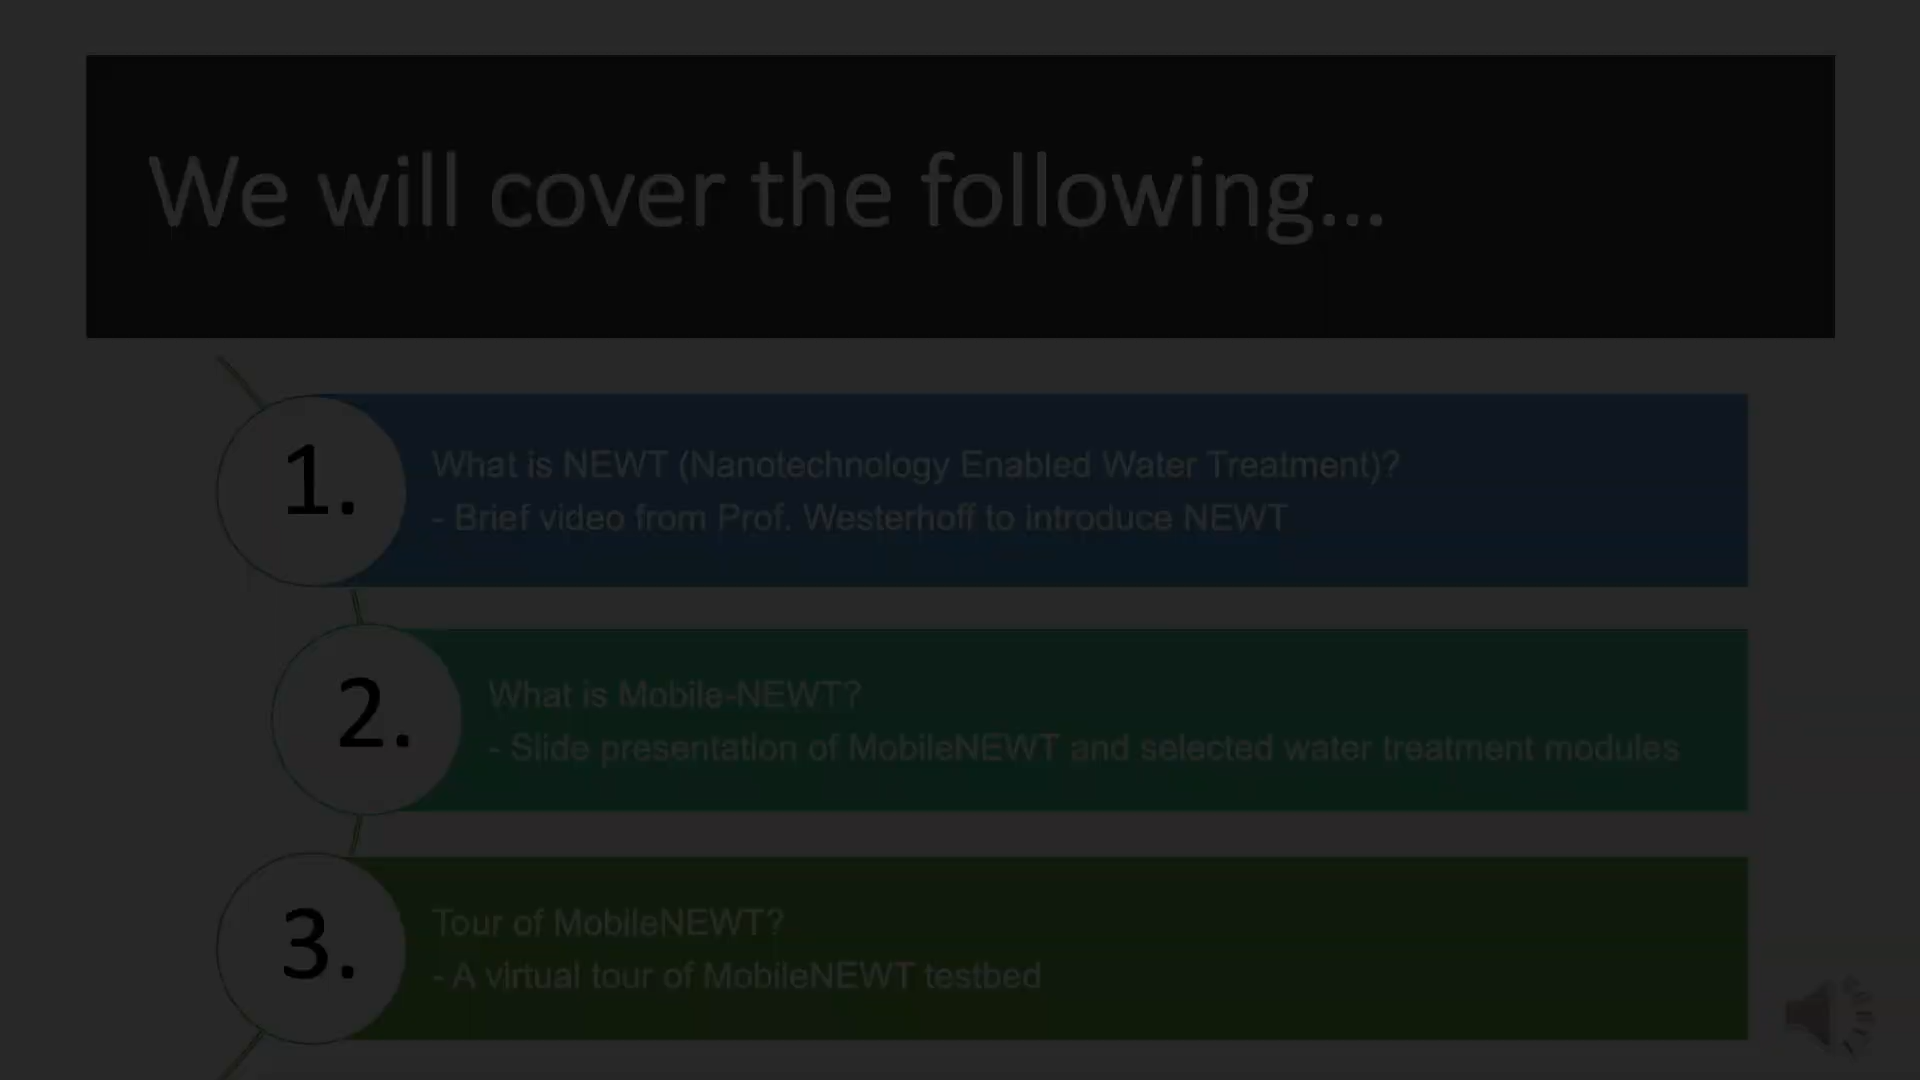 We will cover the following...
1.
What is NEWT (Nanotechnology Enabled Water Treatment)?
- Brief video from Prof. Westerhoff to introduce NEWT
2.
What is Mobile-NEWT?
- Slide presentation of MobileNEWT and selected water treatment modules
3.
Tour of MobileNEWT?
- A virtual tour of MobileNEWT testbed